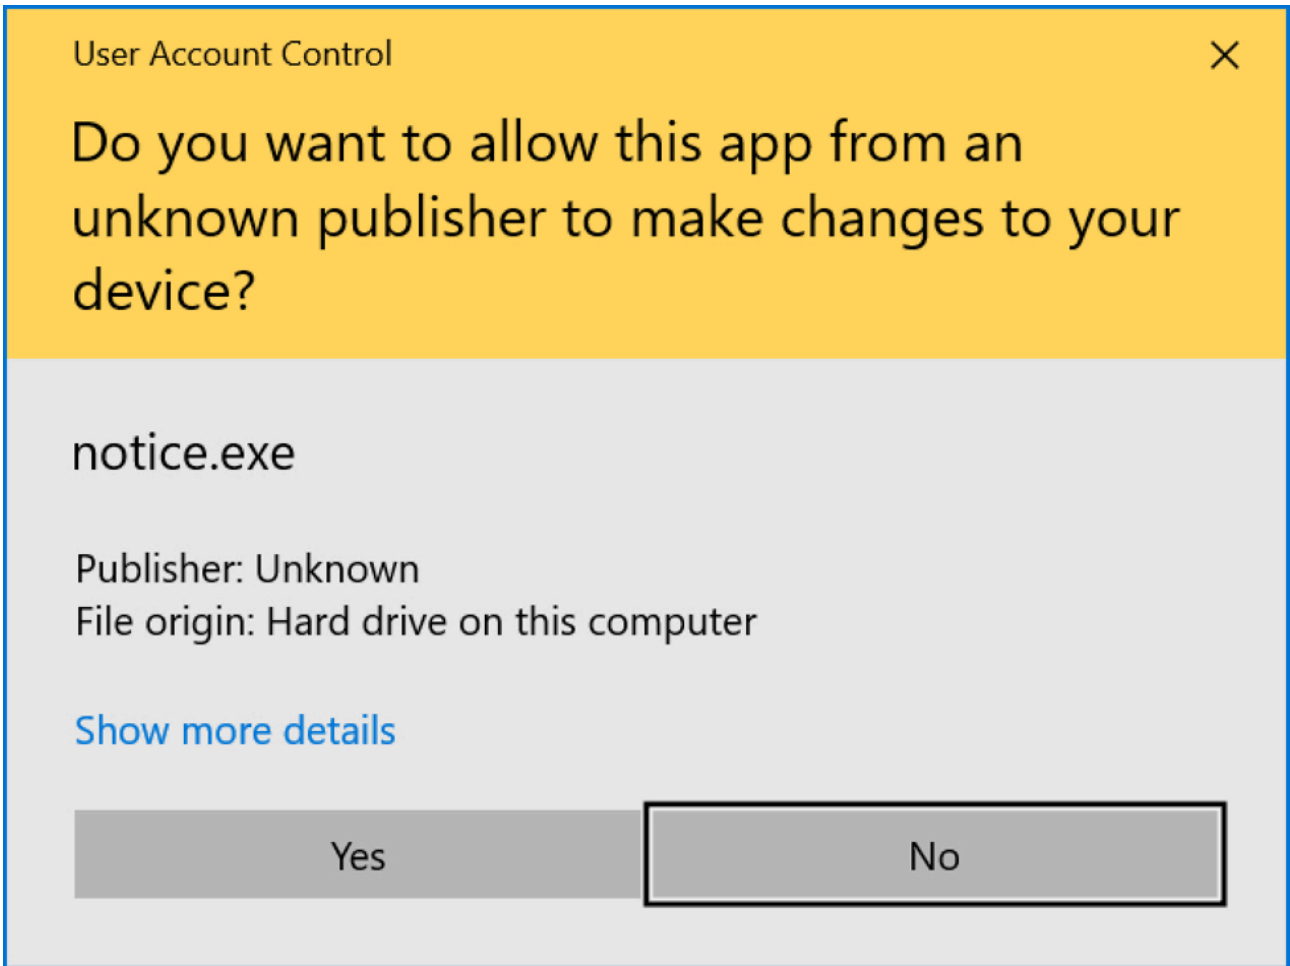 User Account Control
Do you want to allow this app from an
unknown publisher to make changes to your
device?
notice.exe
Publisher: Unknown
File origin: Hard drive on this computer
Show more details
Yes
No